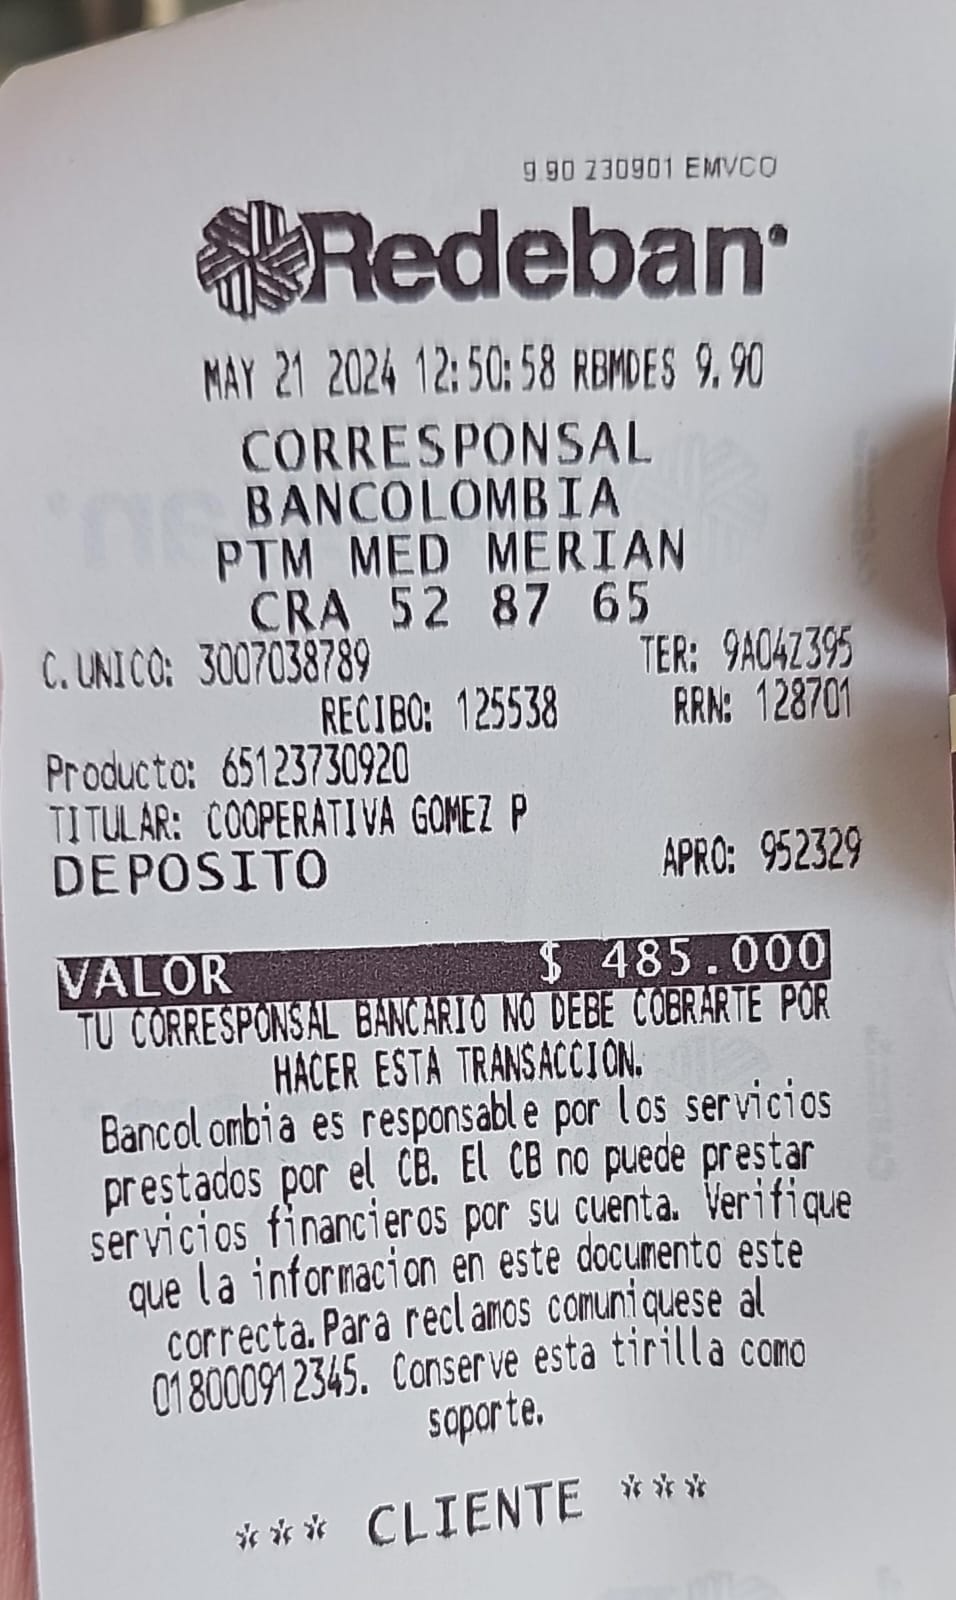 9.90 230901 EMVCO
Redeban®
MAY 21 2024 12:50:58 RBMDES 9.90
CORRESPONSAL
BANCOLOMBIA
PTM MED MERIAN
CRA 52 87 65
C. UNICO: 3007038789 TER: 9A04Z395
RECIBO: 125538 RRN: 128701
Producto: 65123730920
TITULAR: COOPERATIVA GOMEZ P
DEPOSITO APRO: 952329
VALOR $ 485.000
TU CORRESPONSAL BANCARIO NO DEBE COBRARTE POR
HACER ESTA TRANSACCION.
Bancolombia es responsable por los servicios
prestados por el CB. El CB no puede prestar
servicios financieros por su cuenta. Verifique
que la informacion en este documento este
correcta. Para reclamos comuniquese al
018000912345. Conserve esta tirilla como
soporte.
*** CLIENTE ***